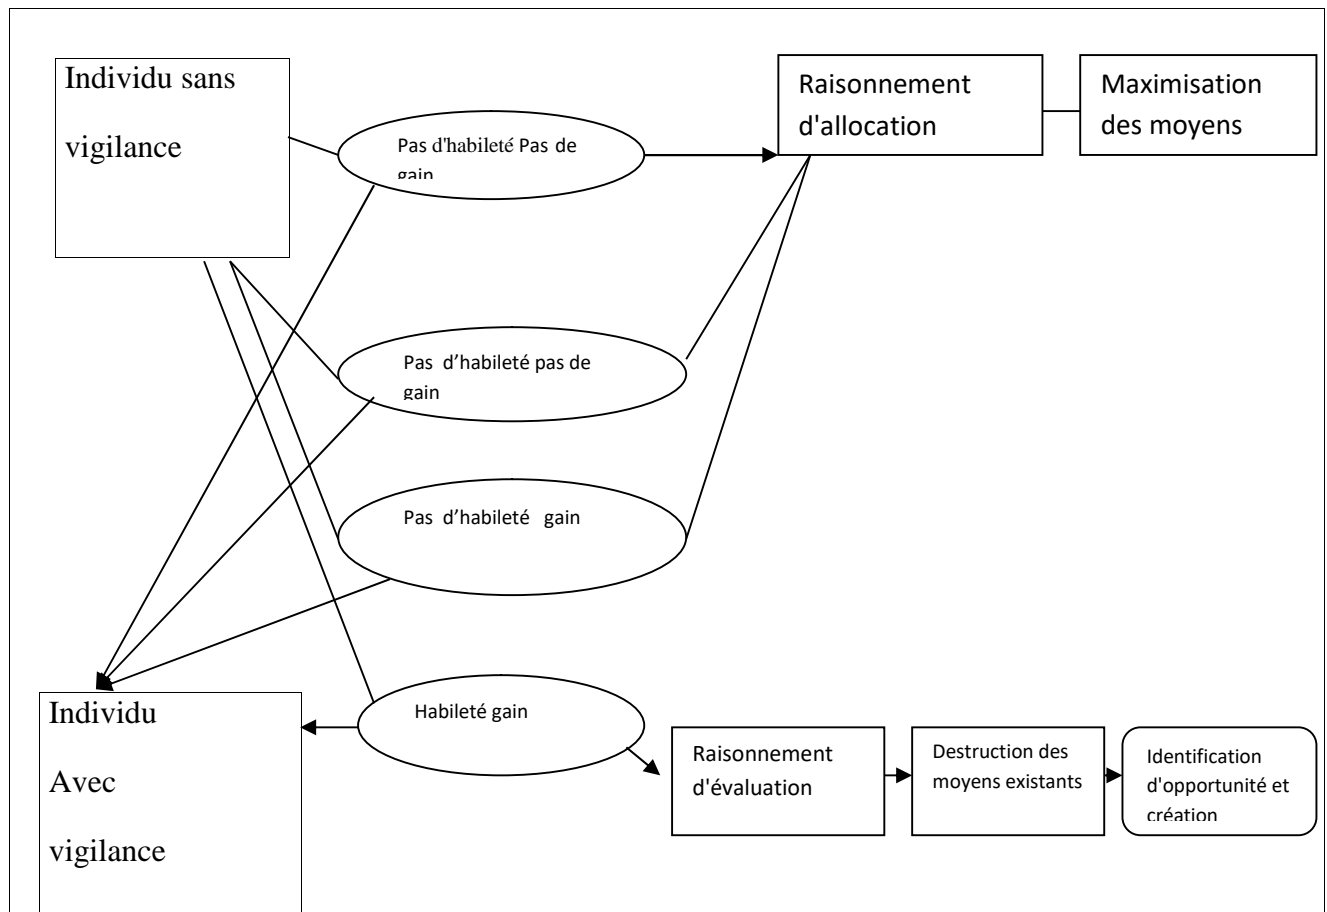 Individu sans
vigilance
Pas d'habileté Pas de
gain
Raisonnement
d'allocation
Maximisation
des moyens
Pas d’habileté pas de
gain
Pas d’habileté gain
Individu
Avec
vigilance
Habileté gain
Raisonnement
d'évaluation
Destruction des
moyens existants
Identification
d'opportunité et
création